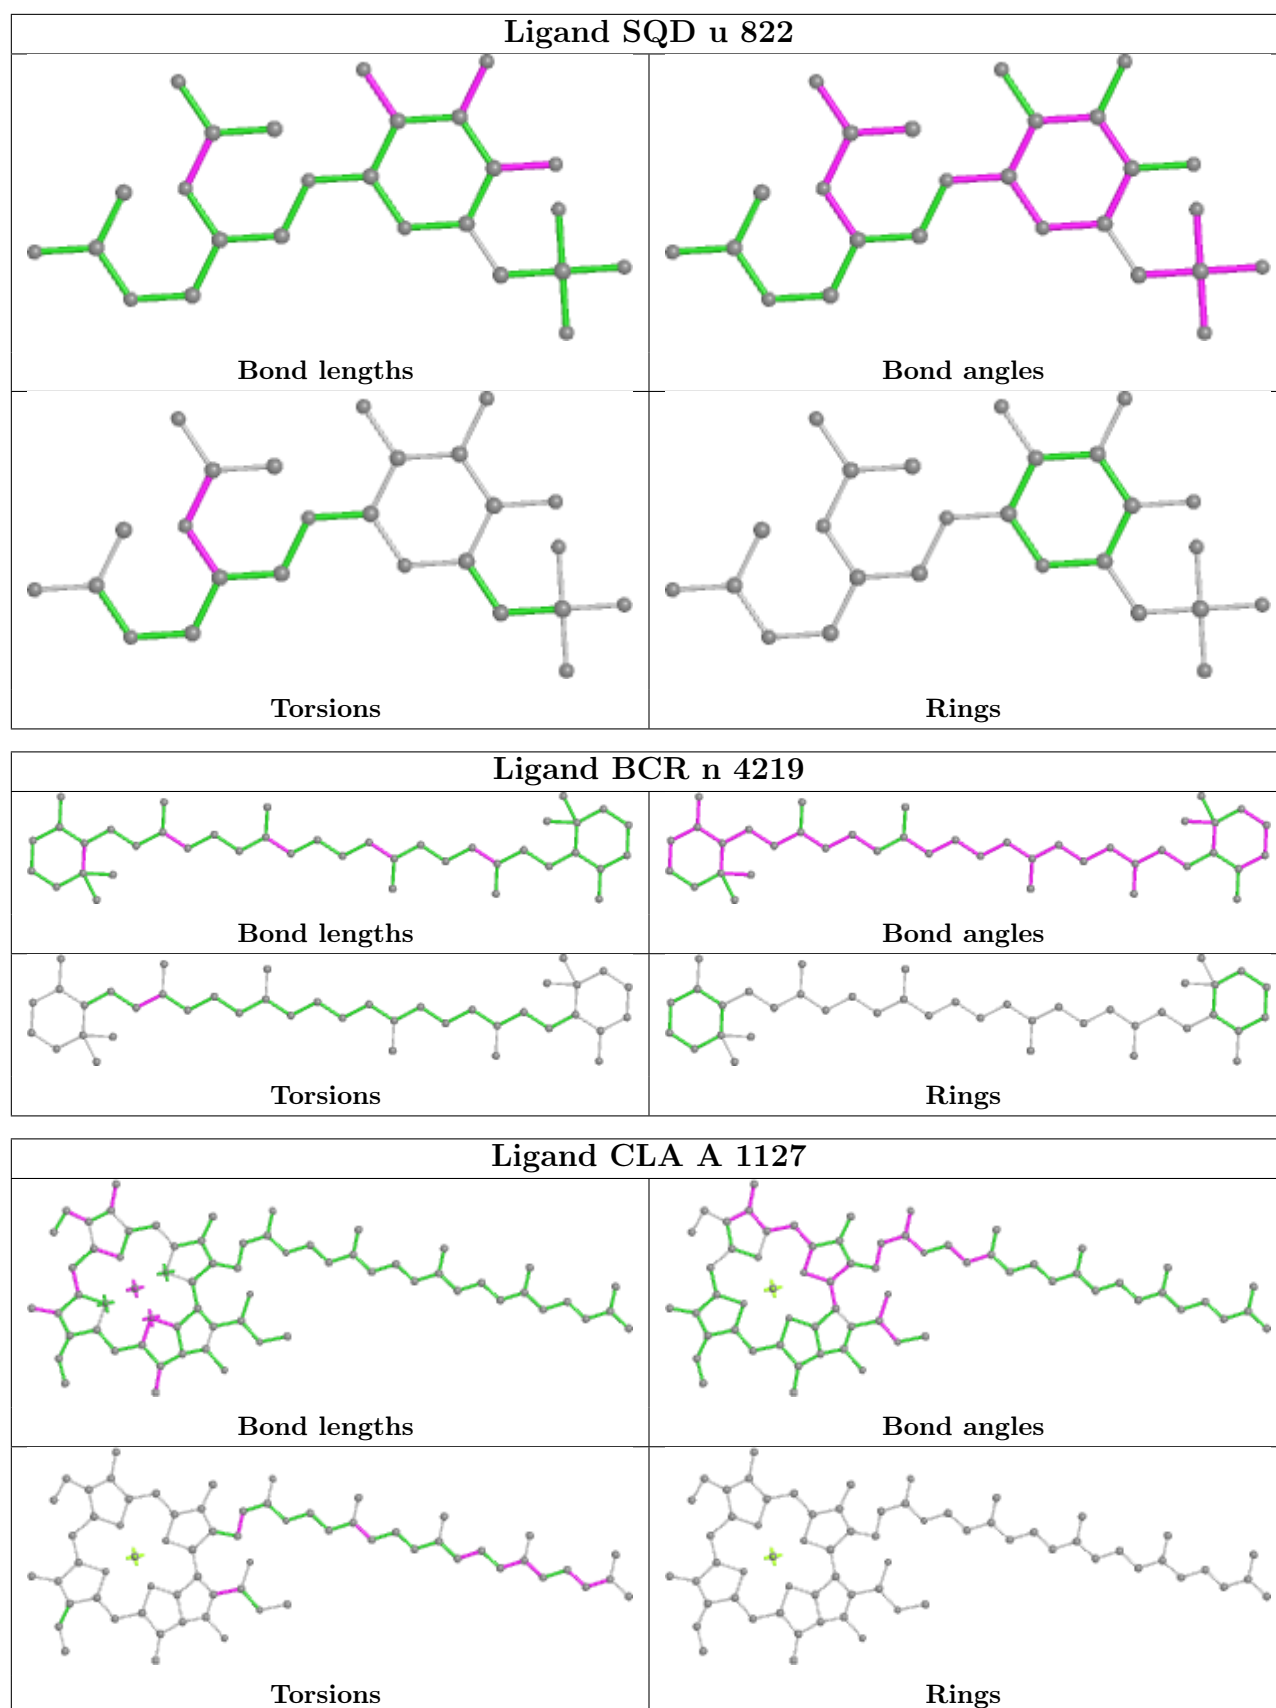 Ligand SQD u 822
Bond lengths
Bond angles
Torsions
Rings
Ligand BCR n 4219
Bond lengths
Bond angles
Torsions
Rings
Ligand CLA A 1127
Bond lengths
Bond angles
Torsions
Rings